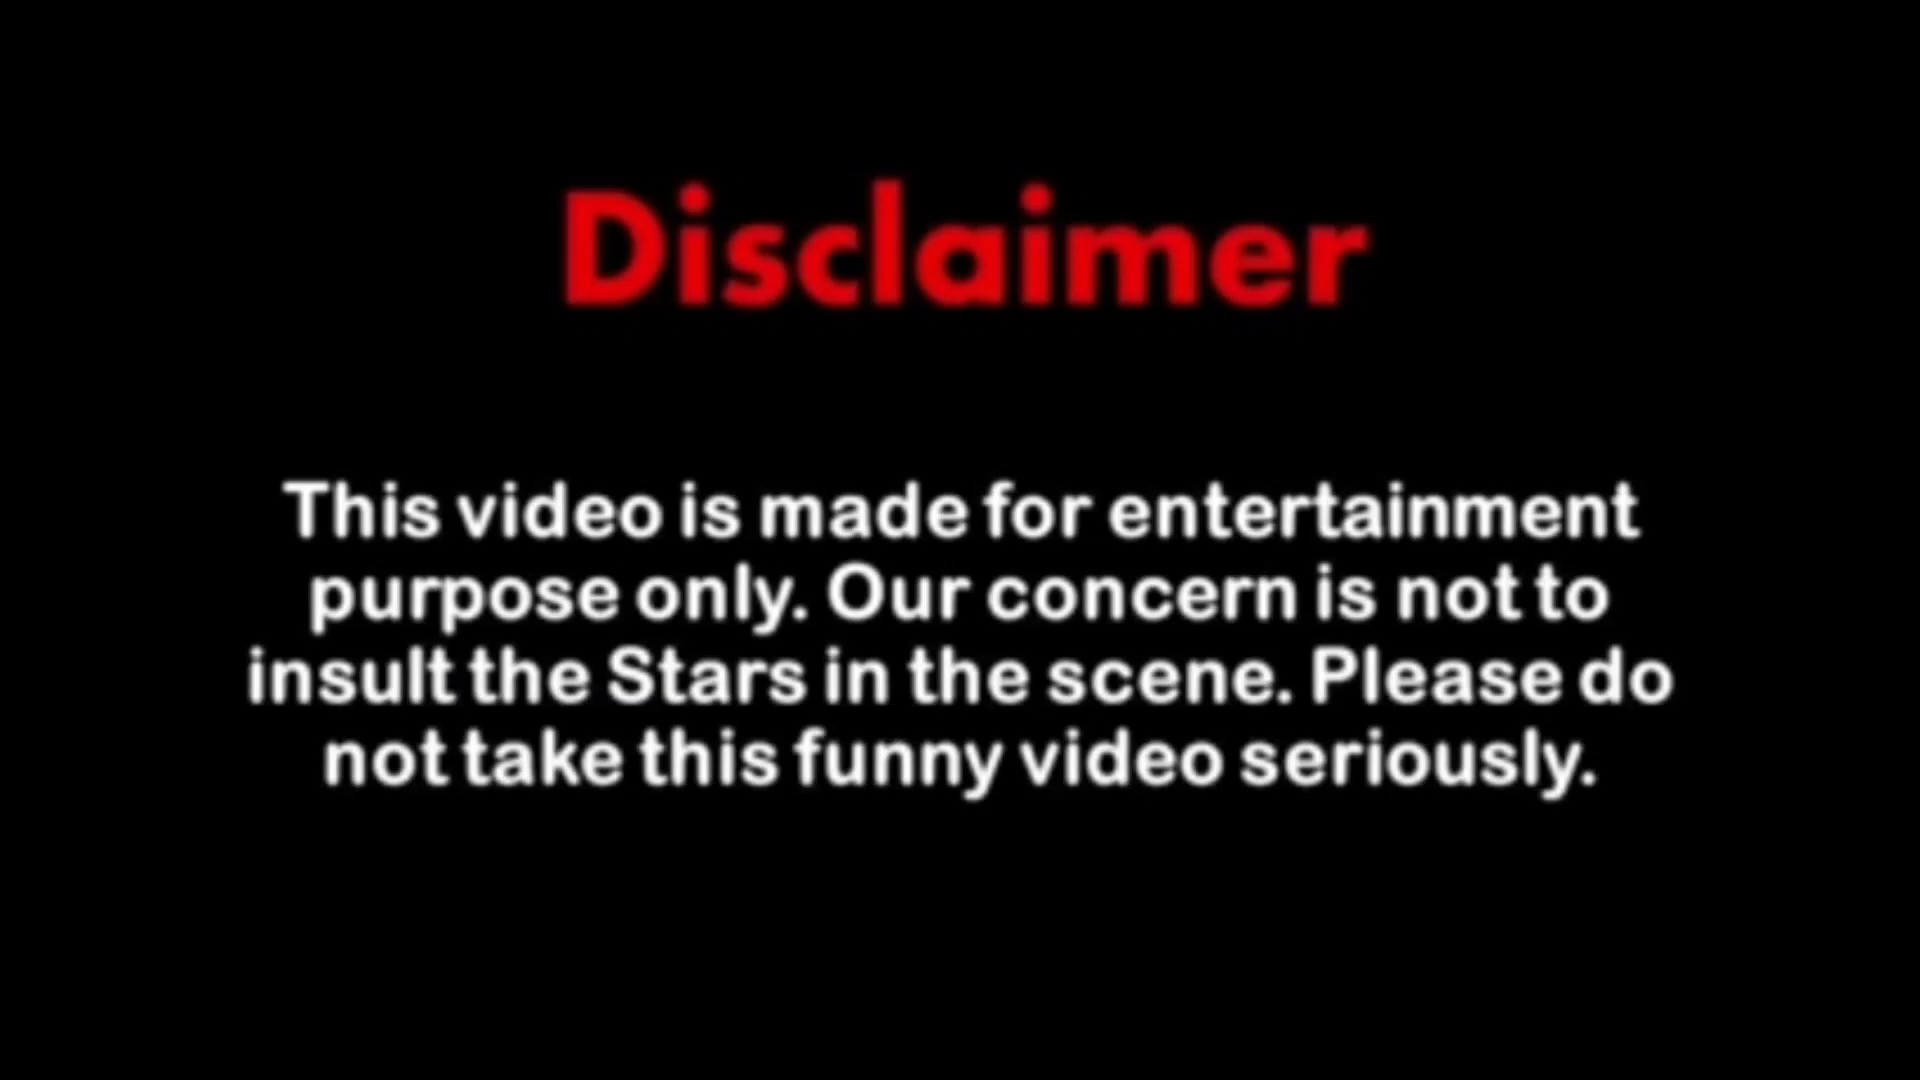 Disclaimer
This video is made for entertainment
purpose only. Our concern is not to
insult the Stars in the scene. Please do
not take this funny video seriously.